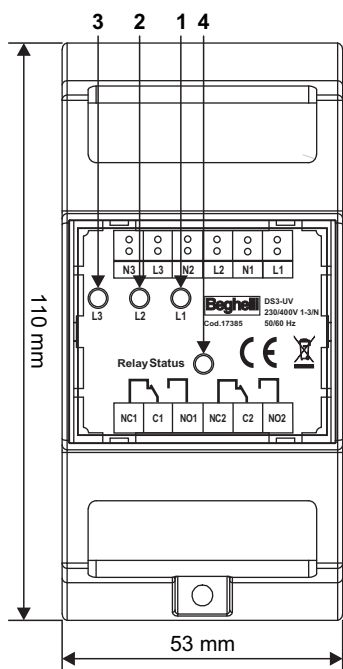 3 2 1 4
N3 L3 N2 L2 N1 L1
L3 L2 L1
Beghelli
Cod.17385
DS3-UV
230/400V 1-3/N
50/60 Hz
Relay Status
CE
NC1 C1 NO1 NC2 C2 NO2
110 mm
53 mm